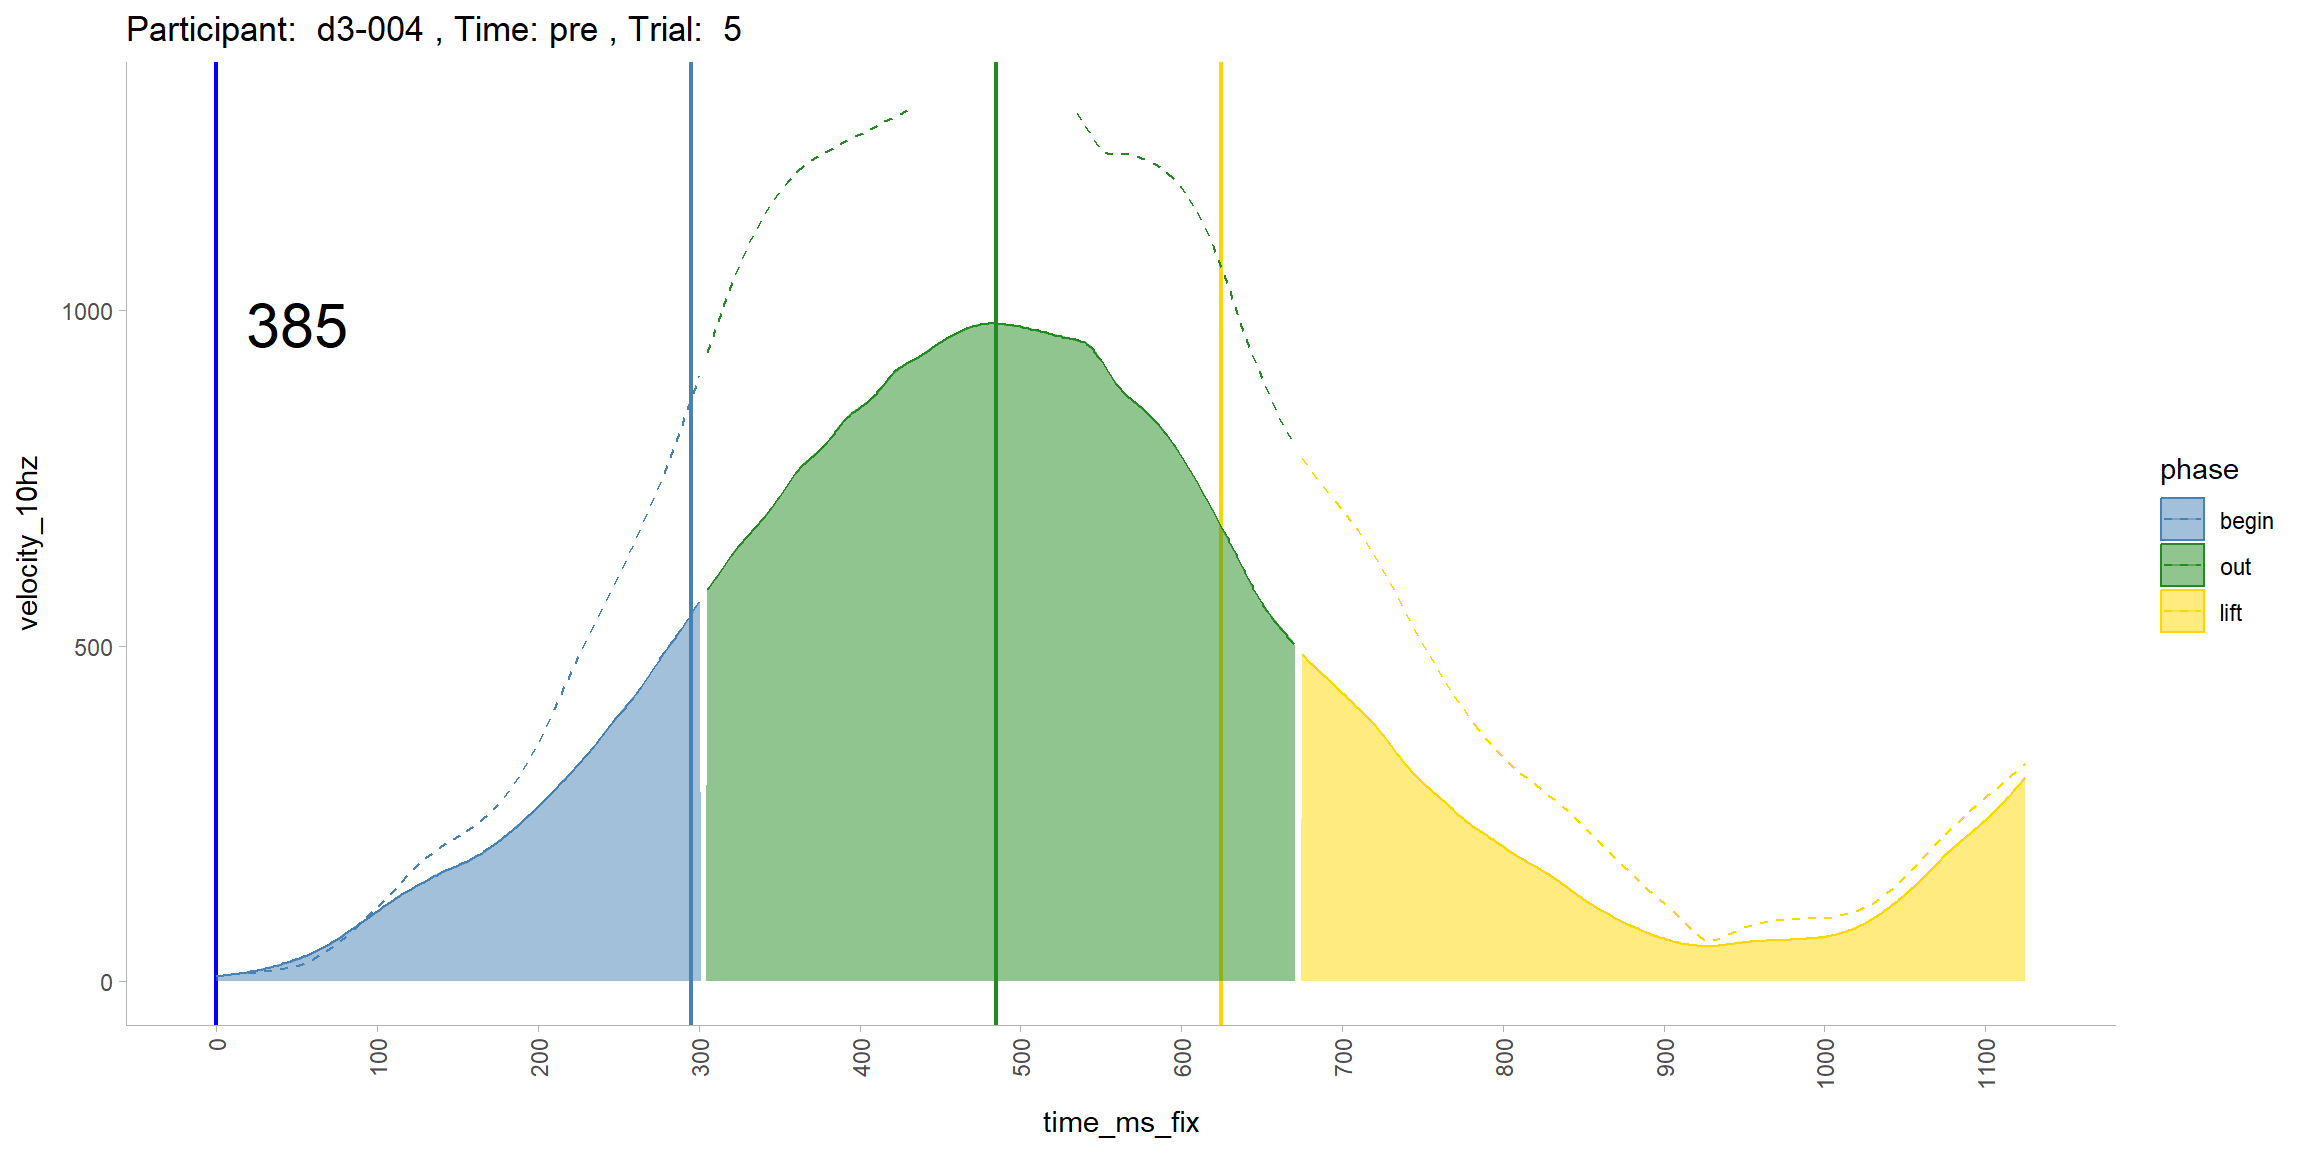 Participant:  d3-004 , Time: pre , Trial:  5
velocity_10hz
1000
500
0
385
0
100
200
300
400
500
600
700
800
900
1000
1100
time_ms_fix
phase
begin
out
lift